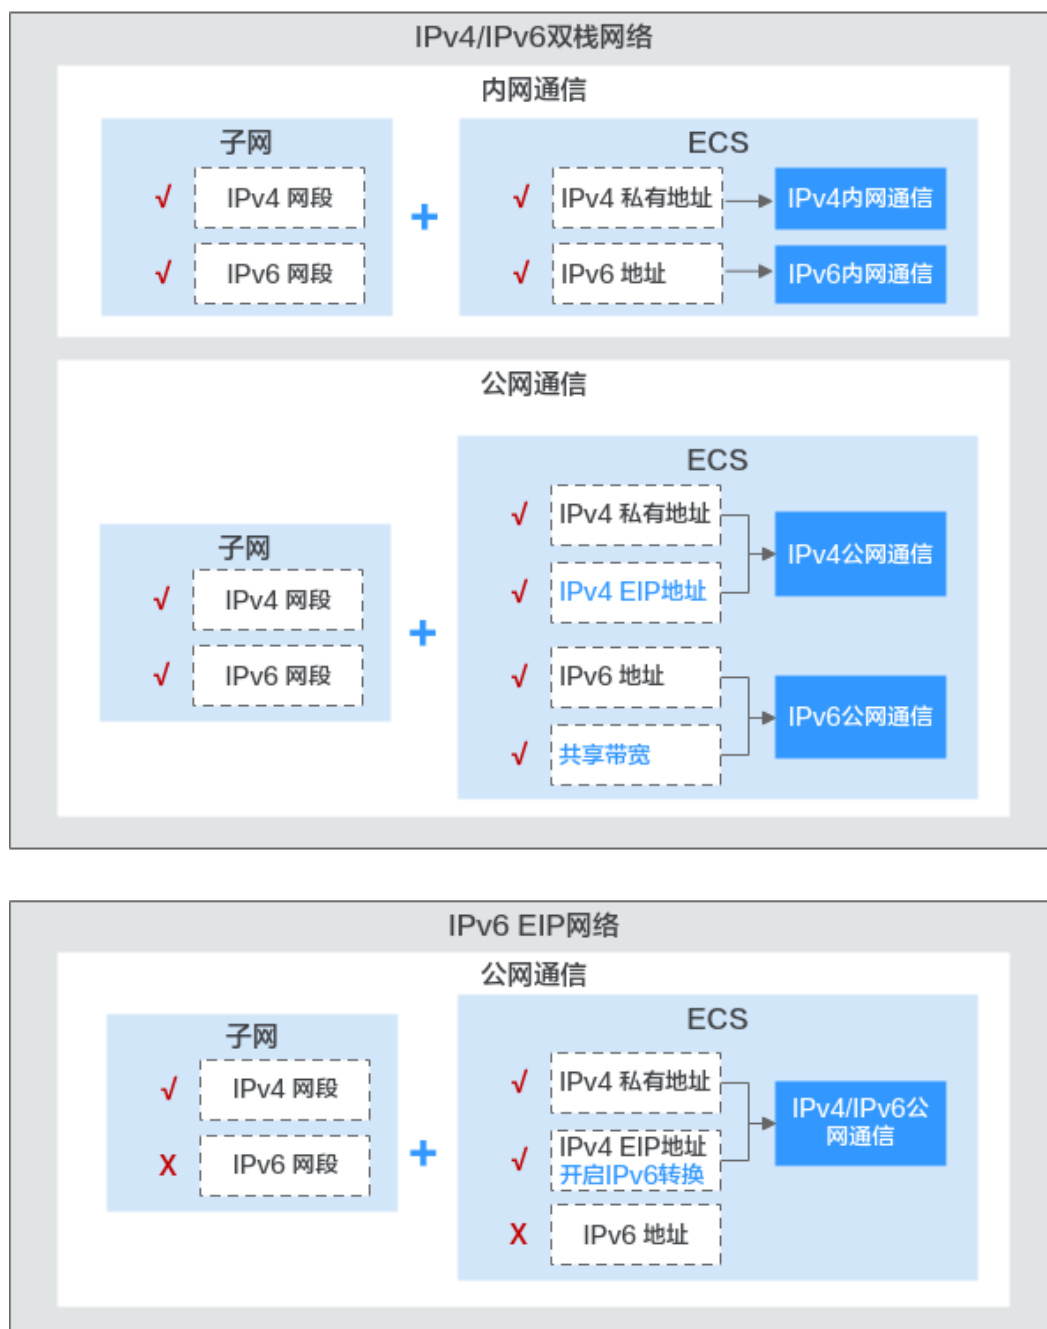 IPv4/IPv6双栈网络
内网通信
子网
√
IPv4 网段
√
IPv6 网段
+
ECS
√
IPv4 私有地址
IPv4内网通信
√
IPv6 地址
IPv6内网通信
公网通信
子网
√
IPv4 网段
√
IPv6 网段
+
ECS
√
IPv4 私有地址
√
IPv4 EIP地址
IPv4公网通信
√
IPv6 地址
√
共享带宽
IPv6公网通信
IPv6 EIP网络
公网通信
子网
√
IPv4 网段
X
IPv6 网段
+
ECS
√
IPv4 私有地址
√
IPv4 EIP地址
开启IPv6转换
X
IPv6 地址
IPv4/IPv6公
网通信